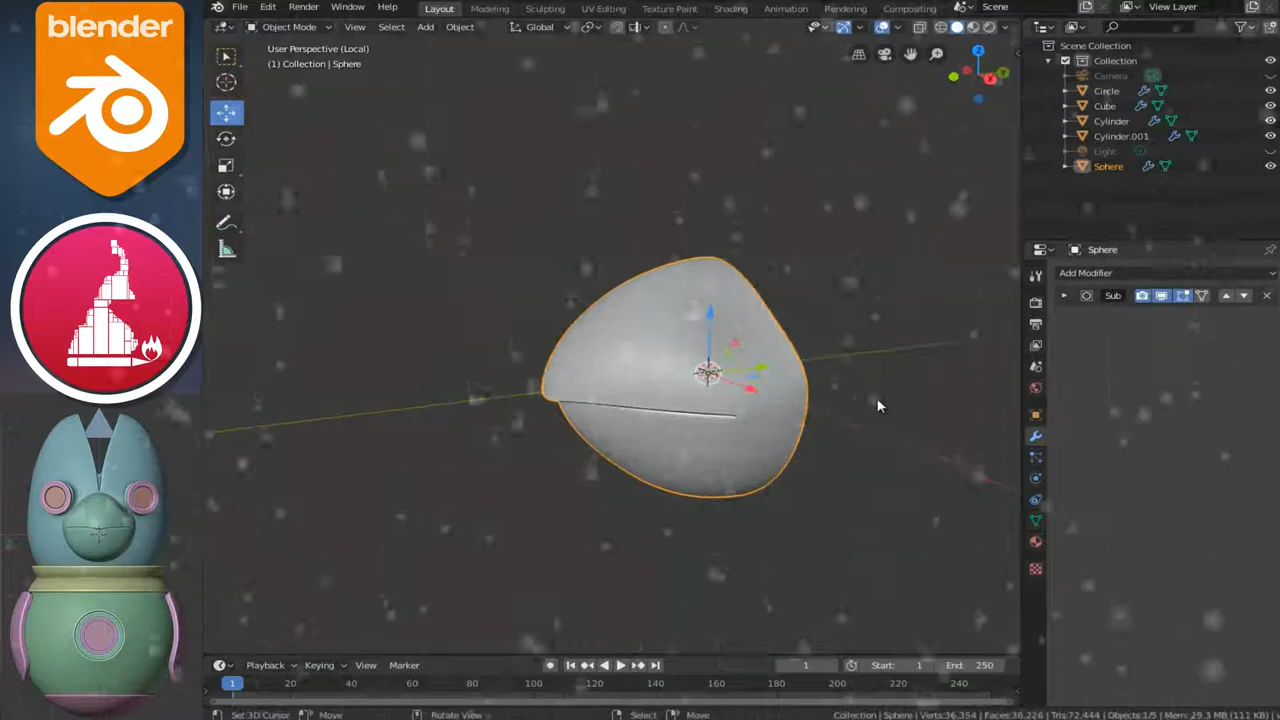 blender
File Edit Render Window Help Layout Modeling Sculpting UV Editing Texture Paint Shading Animation Rendering Scene View Layer
Object Mode View Select Add Object Global
User Perspective (Local)
(1) Collection | Sphere
Scene Collection
Collection
Camera
Circle
Cube
Cylinder
Cylinder.001
Light
Sphere
Sphere
Add Modifier
Sub
Playback Keying View Marker 1 Start: 1 End: 250
1 20 40 60 80 100 120 140 160 180 200 220 240
Set 3D Cursor Move Rotate View Select Move Collection | Sphere | Verts:36,354 | Faces:36,226 | Tris:72,444 | Objects:1/5 | Mem: 29.3 MB (111 KB)